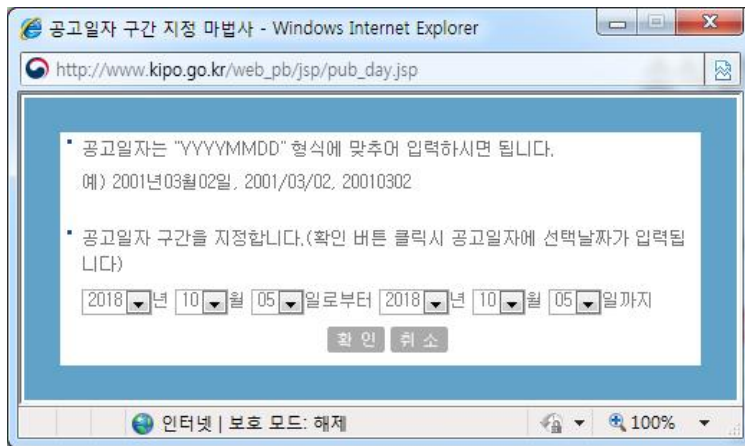 공고일자 구간 지정 마법사 - Windows Internet Explorer
http://www.kipo.go.kr/web_pb/jsp/pub_day.jsp
공고일자는 "YYYYMMDD" 형식에 맞추어 입력하시면 됩니다.
예) 2001년03월02일, 2001/03/02, 20010302
공고일자 구간을 지정합니다.(확인 버튼 클릭시 공고일자에 선택날짜가 입력됩
니다)
2018 년 10 월 05 일로부터 2018 년 10 월 05 일까지
확 인 취 소
인터넷 | 보호 모드: 해제 100%